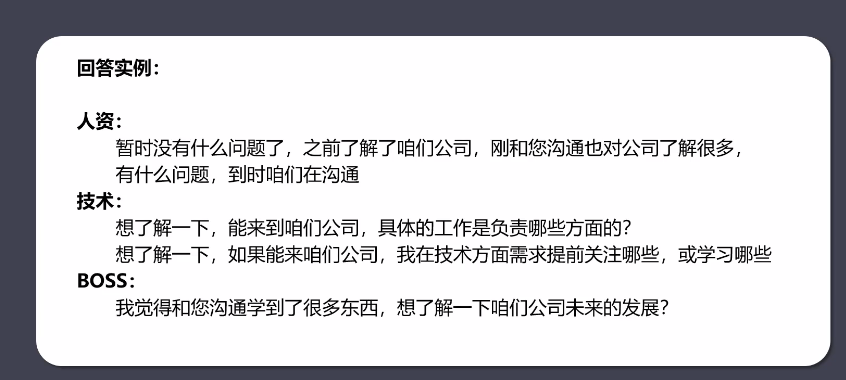 回答实例：
人资：
暂时没有什么问题了，之前了解了咱们公司，刚和您沟通也对公司了解很多，
有什么问题，到时咱们在沟通
技术：
想了解一下，能来到咱们公司，具体的工作是负责哪些方面的？
想了解一下，如果能来咱们公司，我在技术方面需求提前关注哪些，或学习哪些
BOSS：
我觉得和您沟通学到了很多东西，想了解一下咱们公司未来的发展？